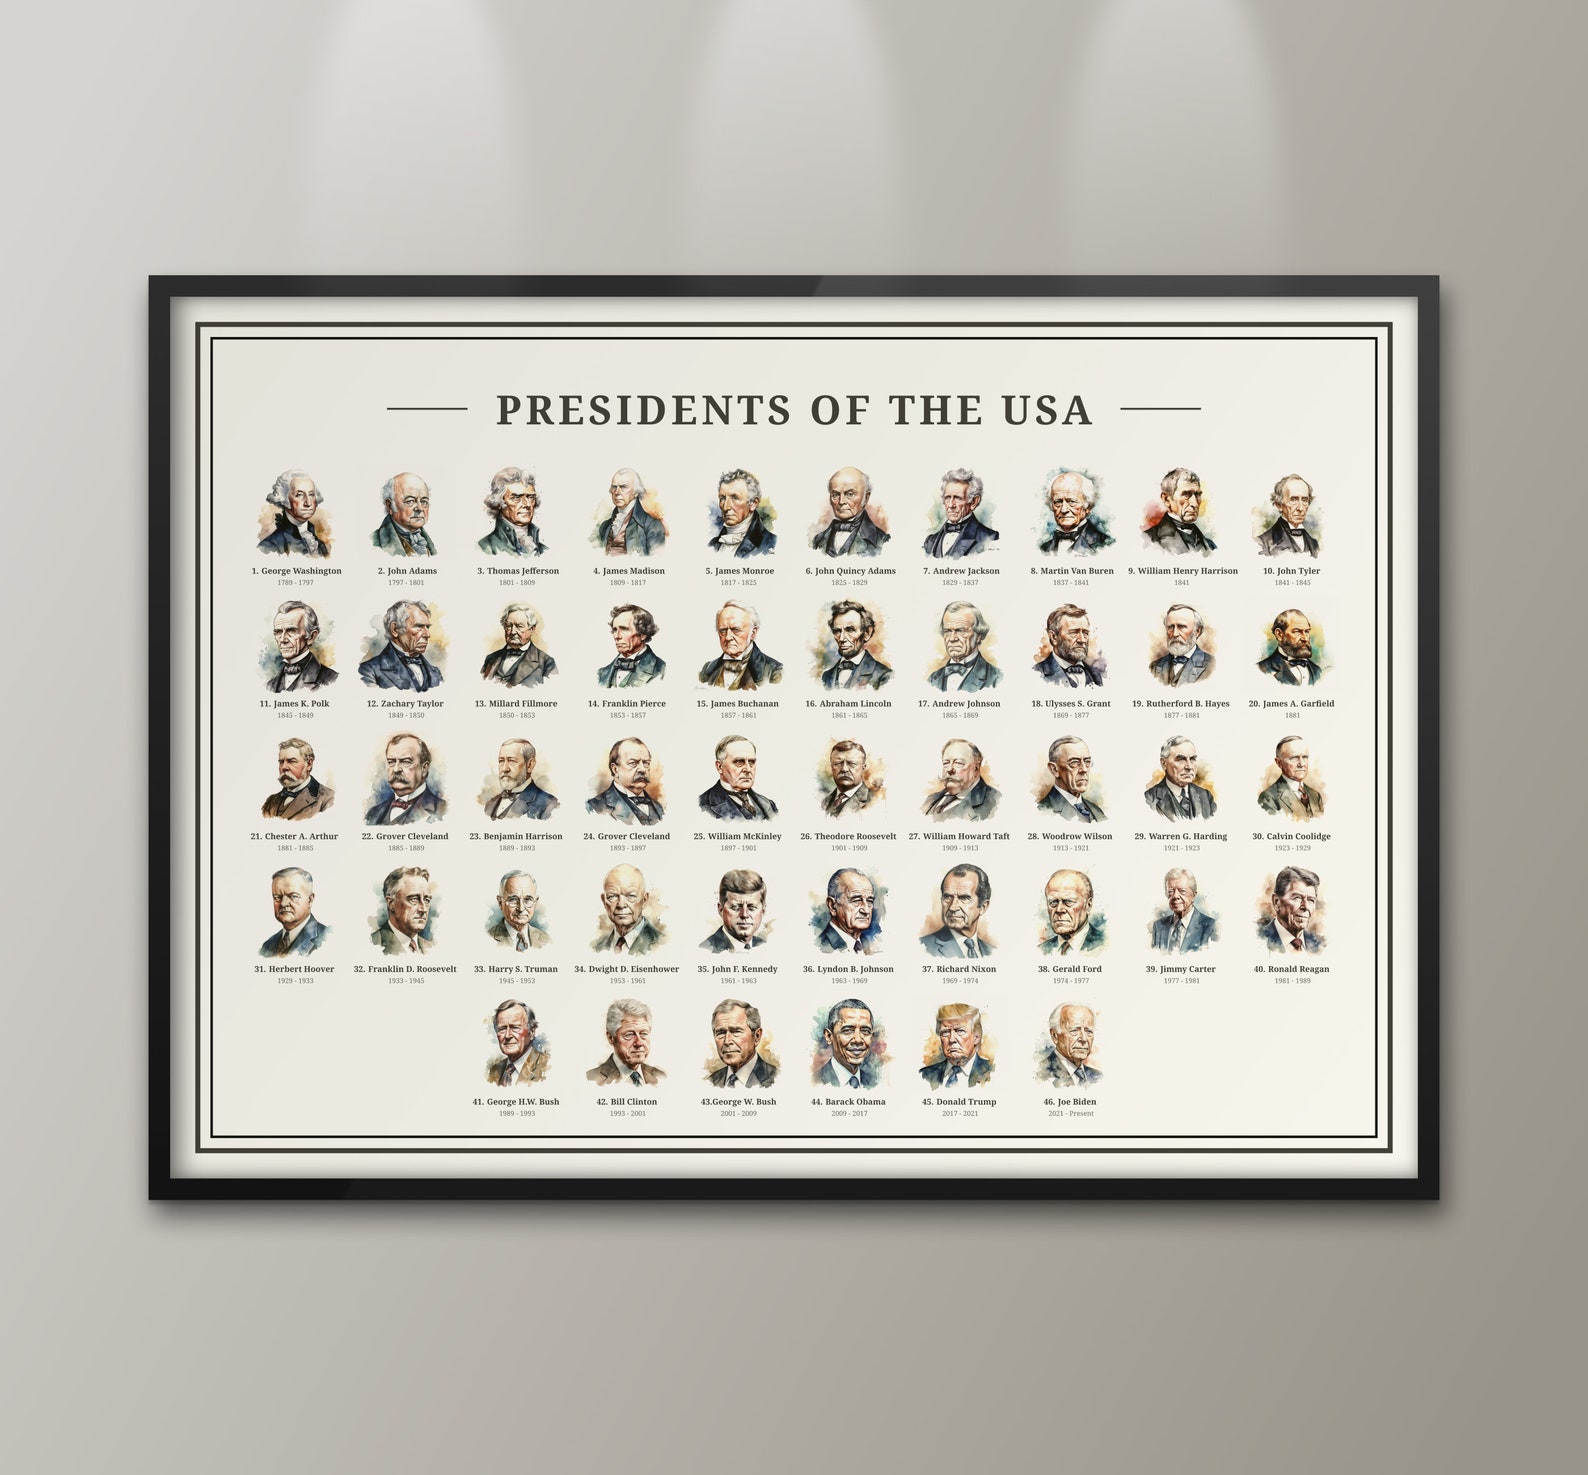 PRESIDENTS OF THE USA
1. George Washington
1789 - 1797
2. John Adams
1797 - 1801
3. Thomas Jefferson
1801 - 1809
4. James Madison
1809 - 1817
5. James Monroe
1817 - 1825
6. John Quincy Adams
1825 - 1829
7. Andrew Jackson
1829 - 1837
8. Martin Van Buren
1837 - 1841
9. William Henry Harrison
1841
10. John Tyler
1841 - 1845
11. James K. Polk
1845 - 1849
12. Zachary Taylor
1849 - 1850
13. Millard Fillmore
1850 - 1853
14. Franklin Pierce
1853 - 1857
15. James Buchanan
1857 - 1861
16. Abraham Lincoln
1861 - 1865
17. Andrew Johnson
1865 - 1869
18. Ulysses S. Grant
1869 - 1877
19. Rutherford B. Hayes
1877 - 1881
20. James A. Garfield
1881
21. Chester A. Arthur
1881 - 1885
22. Grover Cleveland
1885 - 1889
23. Benjamin Harrison
1889 - 1893
24. Grover Cleveland
1893 - 1897
25. William McKinley
1897 - 1901
26. Theodore Roosevelt
1901 - 1909
27. William Howard Taft
1909 - 1913
28. Woodrow Wilson
1913 - 1921
29. Warren G. Harding
1921 - 1923
30. Calvin Coolidge
1923 - 1929
31. Herbert Hoover
1929 - 1933
32. Franklin D. Roosevelt
1933 - 1945
33. Harry S. Truman
1945 - 1953
34. Dwight D. Eisenhower
1953 - 1961
35. John F. Kennedy
1961 - 1963
36. Lyndon B. Johnson
1963 - 1969
37. Richard Nixon
1969 - 1974
38. Gerald Ford
1974 - 1977
39. Jimmy Carter
1977 - 1981
40. Ronald Reagan
1981 - 1989
41. George H.W. Bush
1989 - 1993
42. Bill Clinton
1993 - 2001
43.George W. Bush
2001 - 2009
44. Barack Obama
2009 - 2017
45. Donald Trump
2017 - 2021
46. Joe Biden
2021 - Present